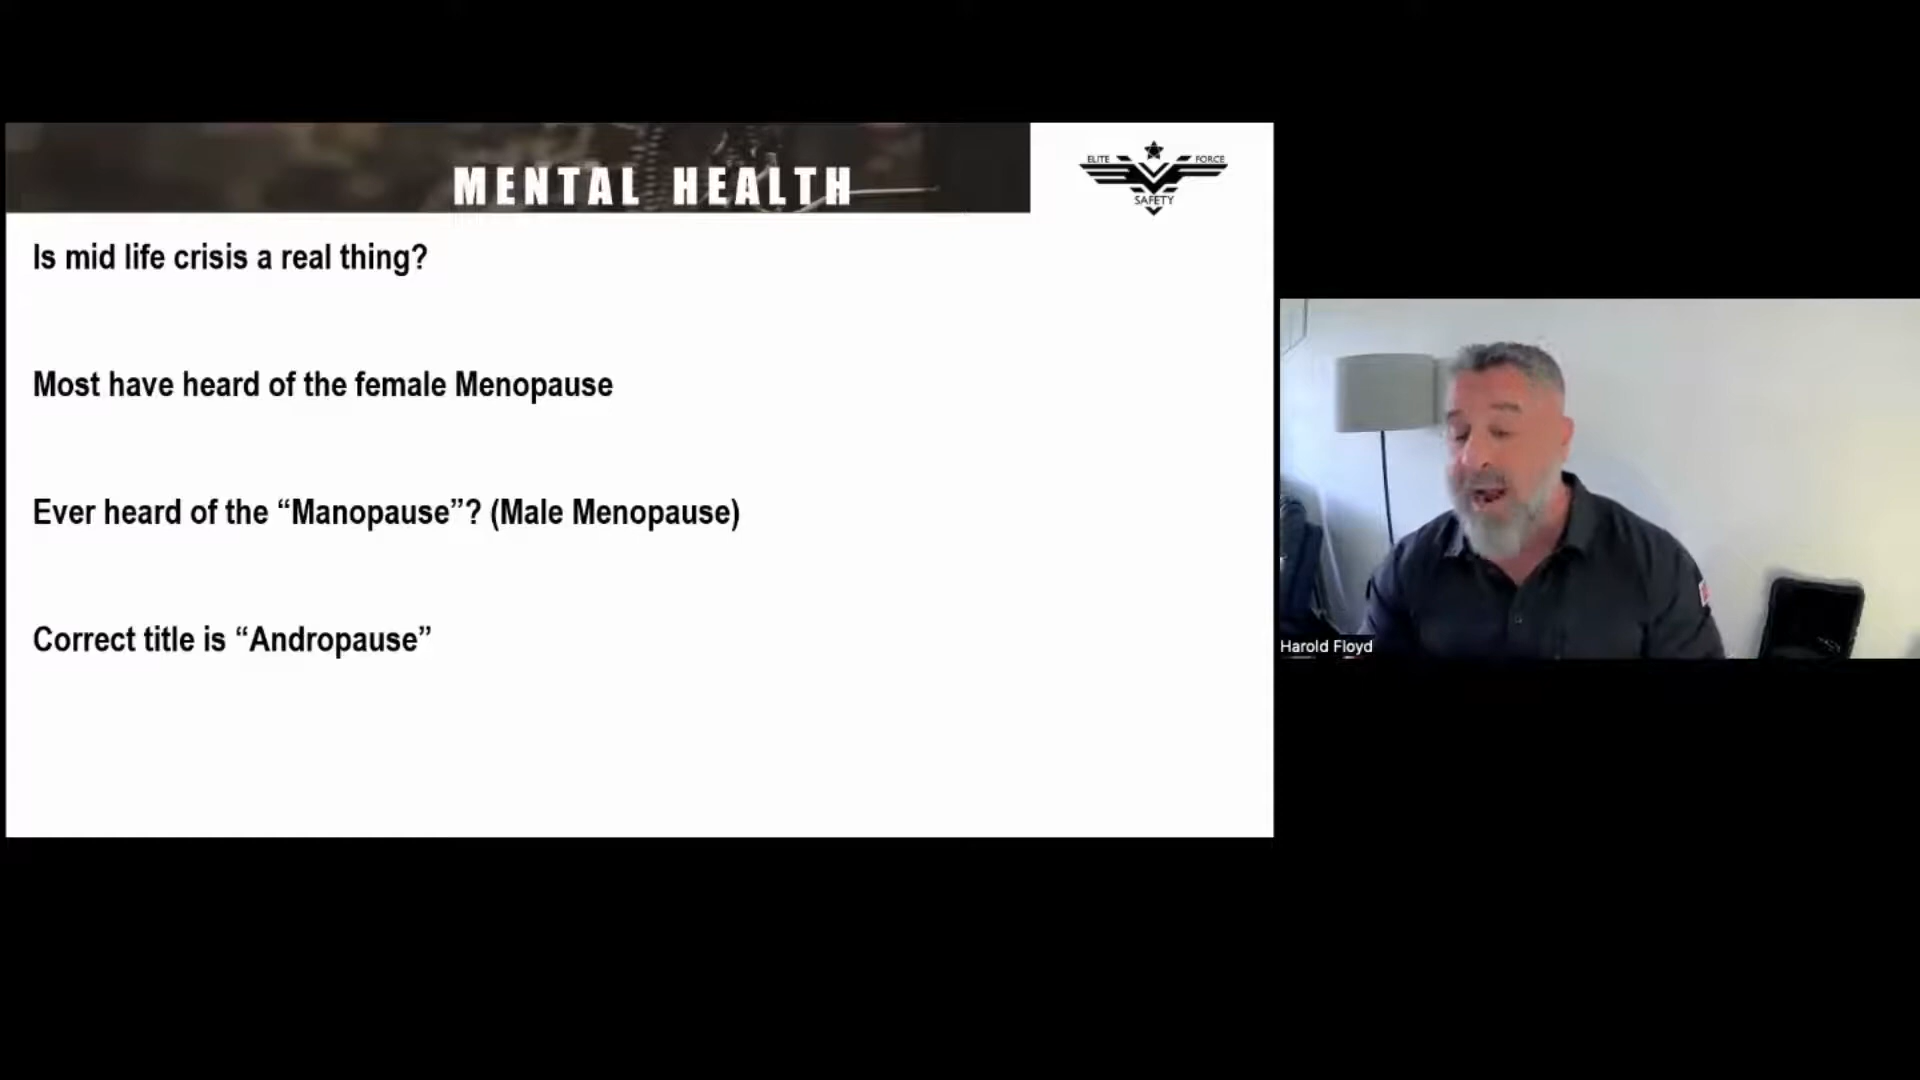 MENTAL HEALTH
ELITE FORCE
SAFETY
Is mid life crisis a real thing?
Most have heard of the female Menopause
Ever heard of the “Manopause”? (Male Menopause)
Correct title is “Andropause”
Harold Floyd